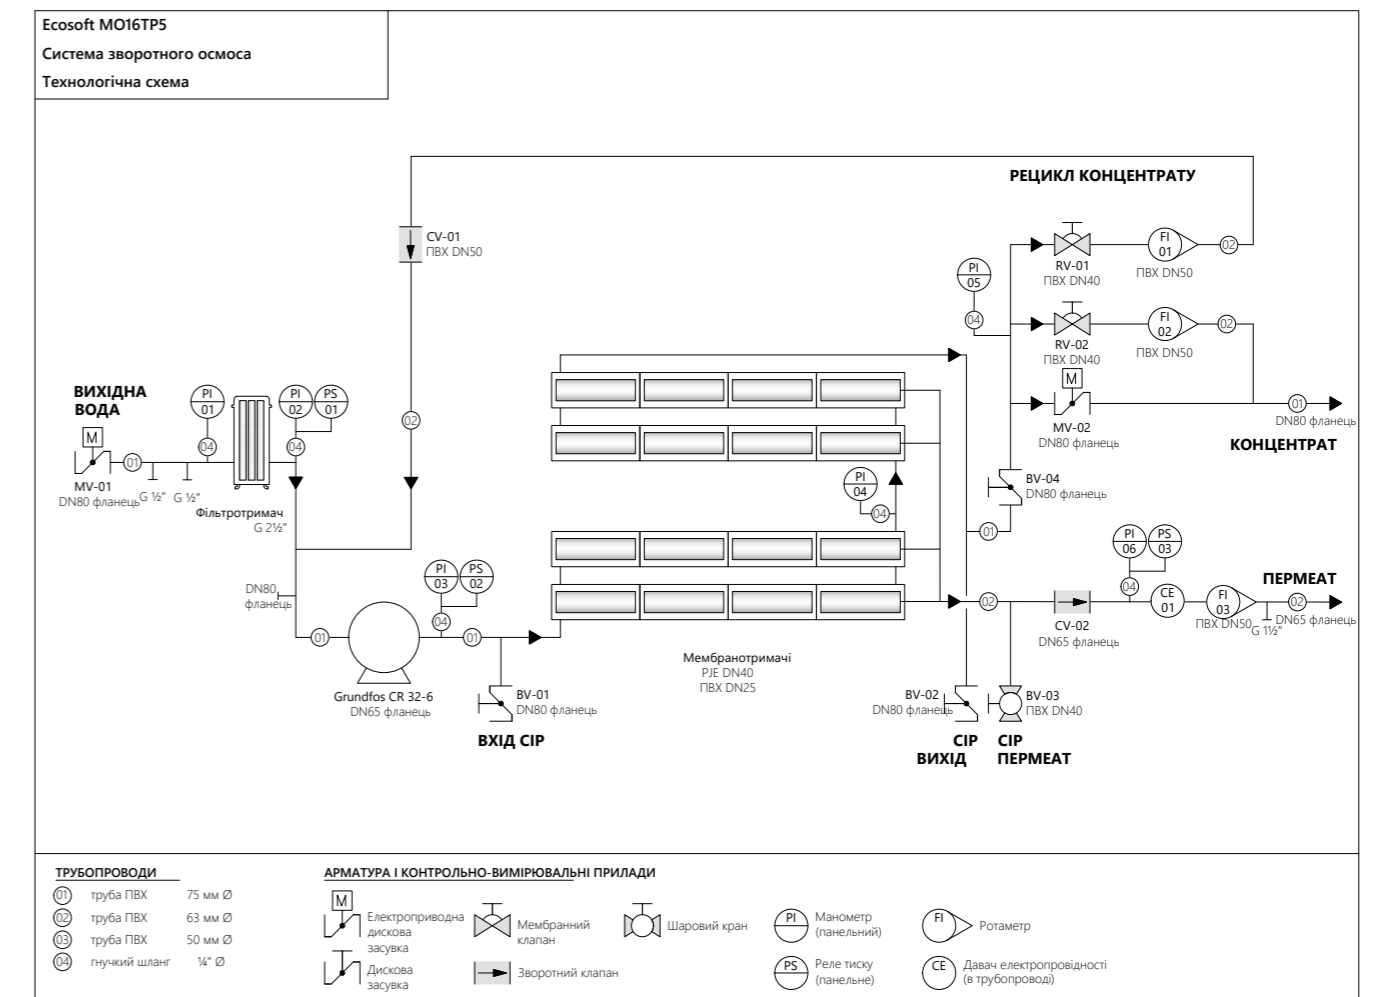 Ecosoft MO16TP5
Система зворотного осмоса
Технологічна схема
РЕЦИКЛ КОНЦЕНТРАТУ
CV-01
ПВХ DN50
FI
01
02
RV-01
ПВХ DN40
ПВХ DN50
PI
05
04
FI
02
02
RV-02
ПВХ DN40
ПВХ DN50
M
01
MV-02
DN80 фланець
DN80 фланець
КОНЦЕНТРАТ
ВИХІДНА
ВОДА
PI
01
PI
02
PS
01
02
M
04
04
01
MV-01
DN80 фланець
G ½"
G ½"
Фільтротримач
G 2½"
PI
04
04
BV-04
DN80 фланець
01
PI
06
PS
03
DN80
фланець
PI
03
PS
02
04
CE
01
FI
03
ПЕРМЕАТ
02
02
CV-02
DN65 фланець
ПВХ DN50
G 1½"
DN65 фланець
04
01
01
Grundfos CR 32-6
DN65 фланець
Мембранотримачі
PJE DN40
ПВХ DN25
BV-01
DN80 фланець
ВХІД CIP
BV-02
DN80 фланець
BV-03
ПВХ DN40
CIP
ВИХІД
CIP
ПЕРМЕАТ
ТРУБОПРОВОДИ
01 труба ПВХ 75 мм Ø
02 труба ПВХ 63 мм Ø
03 труба ПВХ 50 мм Ø
04 гнучкий шланг ¼" Ø
АРМАТУРА І КОНТРОЛЬНО-ВИМІРЮВАЛЬНІ ПРИЛАДИ
M
Електроприводна
дискова
засувка
Дискова
засувка
Мембранний
клапан
Зворотний клапан
Шаровий кран
PI
Манометр
(панельний)
PS
Реле тиску
(панельне)
FI
Ротаметр
CE
Давач електропровідності
(в трубопроводі)